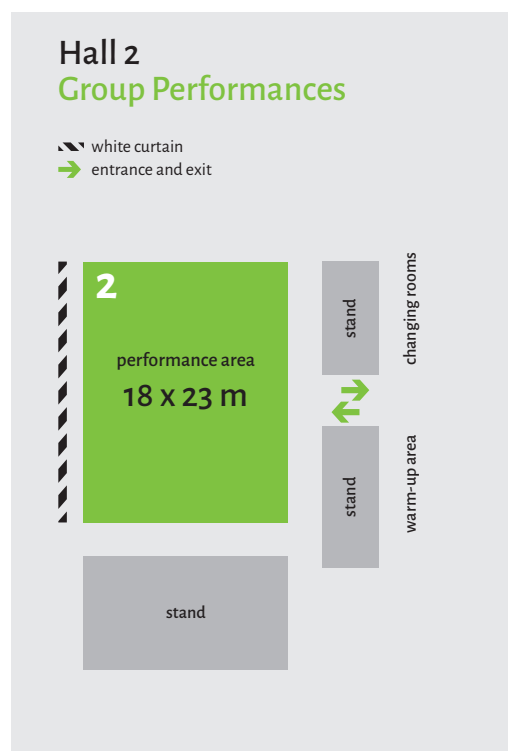 Hall 2
Group Performances
white curtain
entrance and exit
2
performance area
18 x 23 m
stand
changing rooms
stand
warm-up area
stand